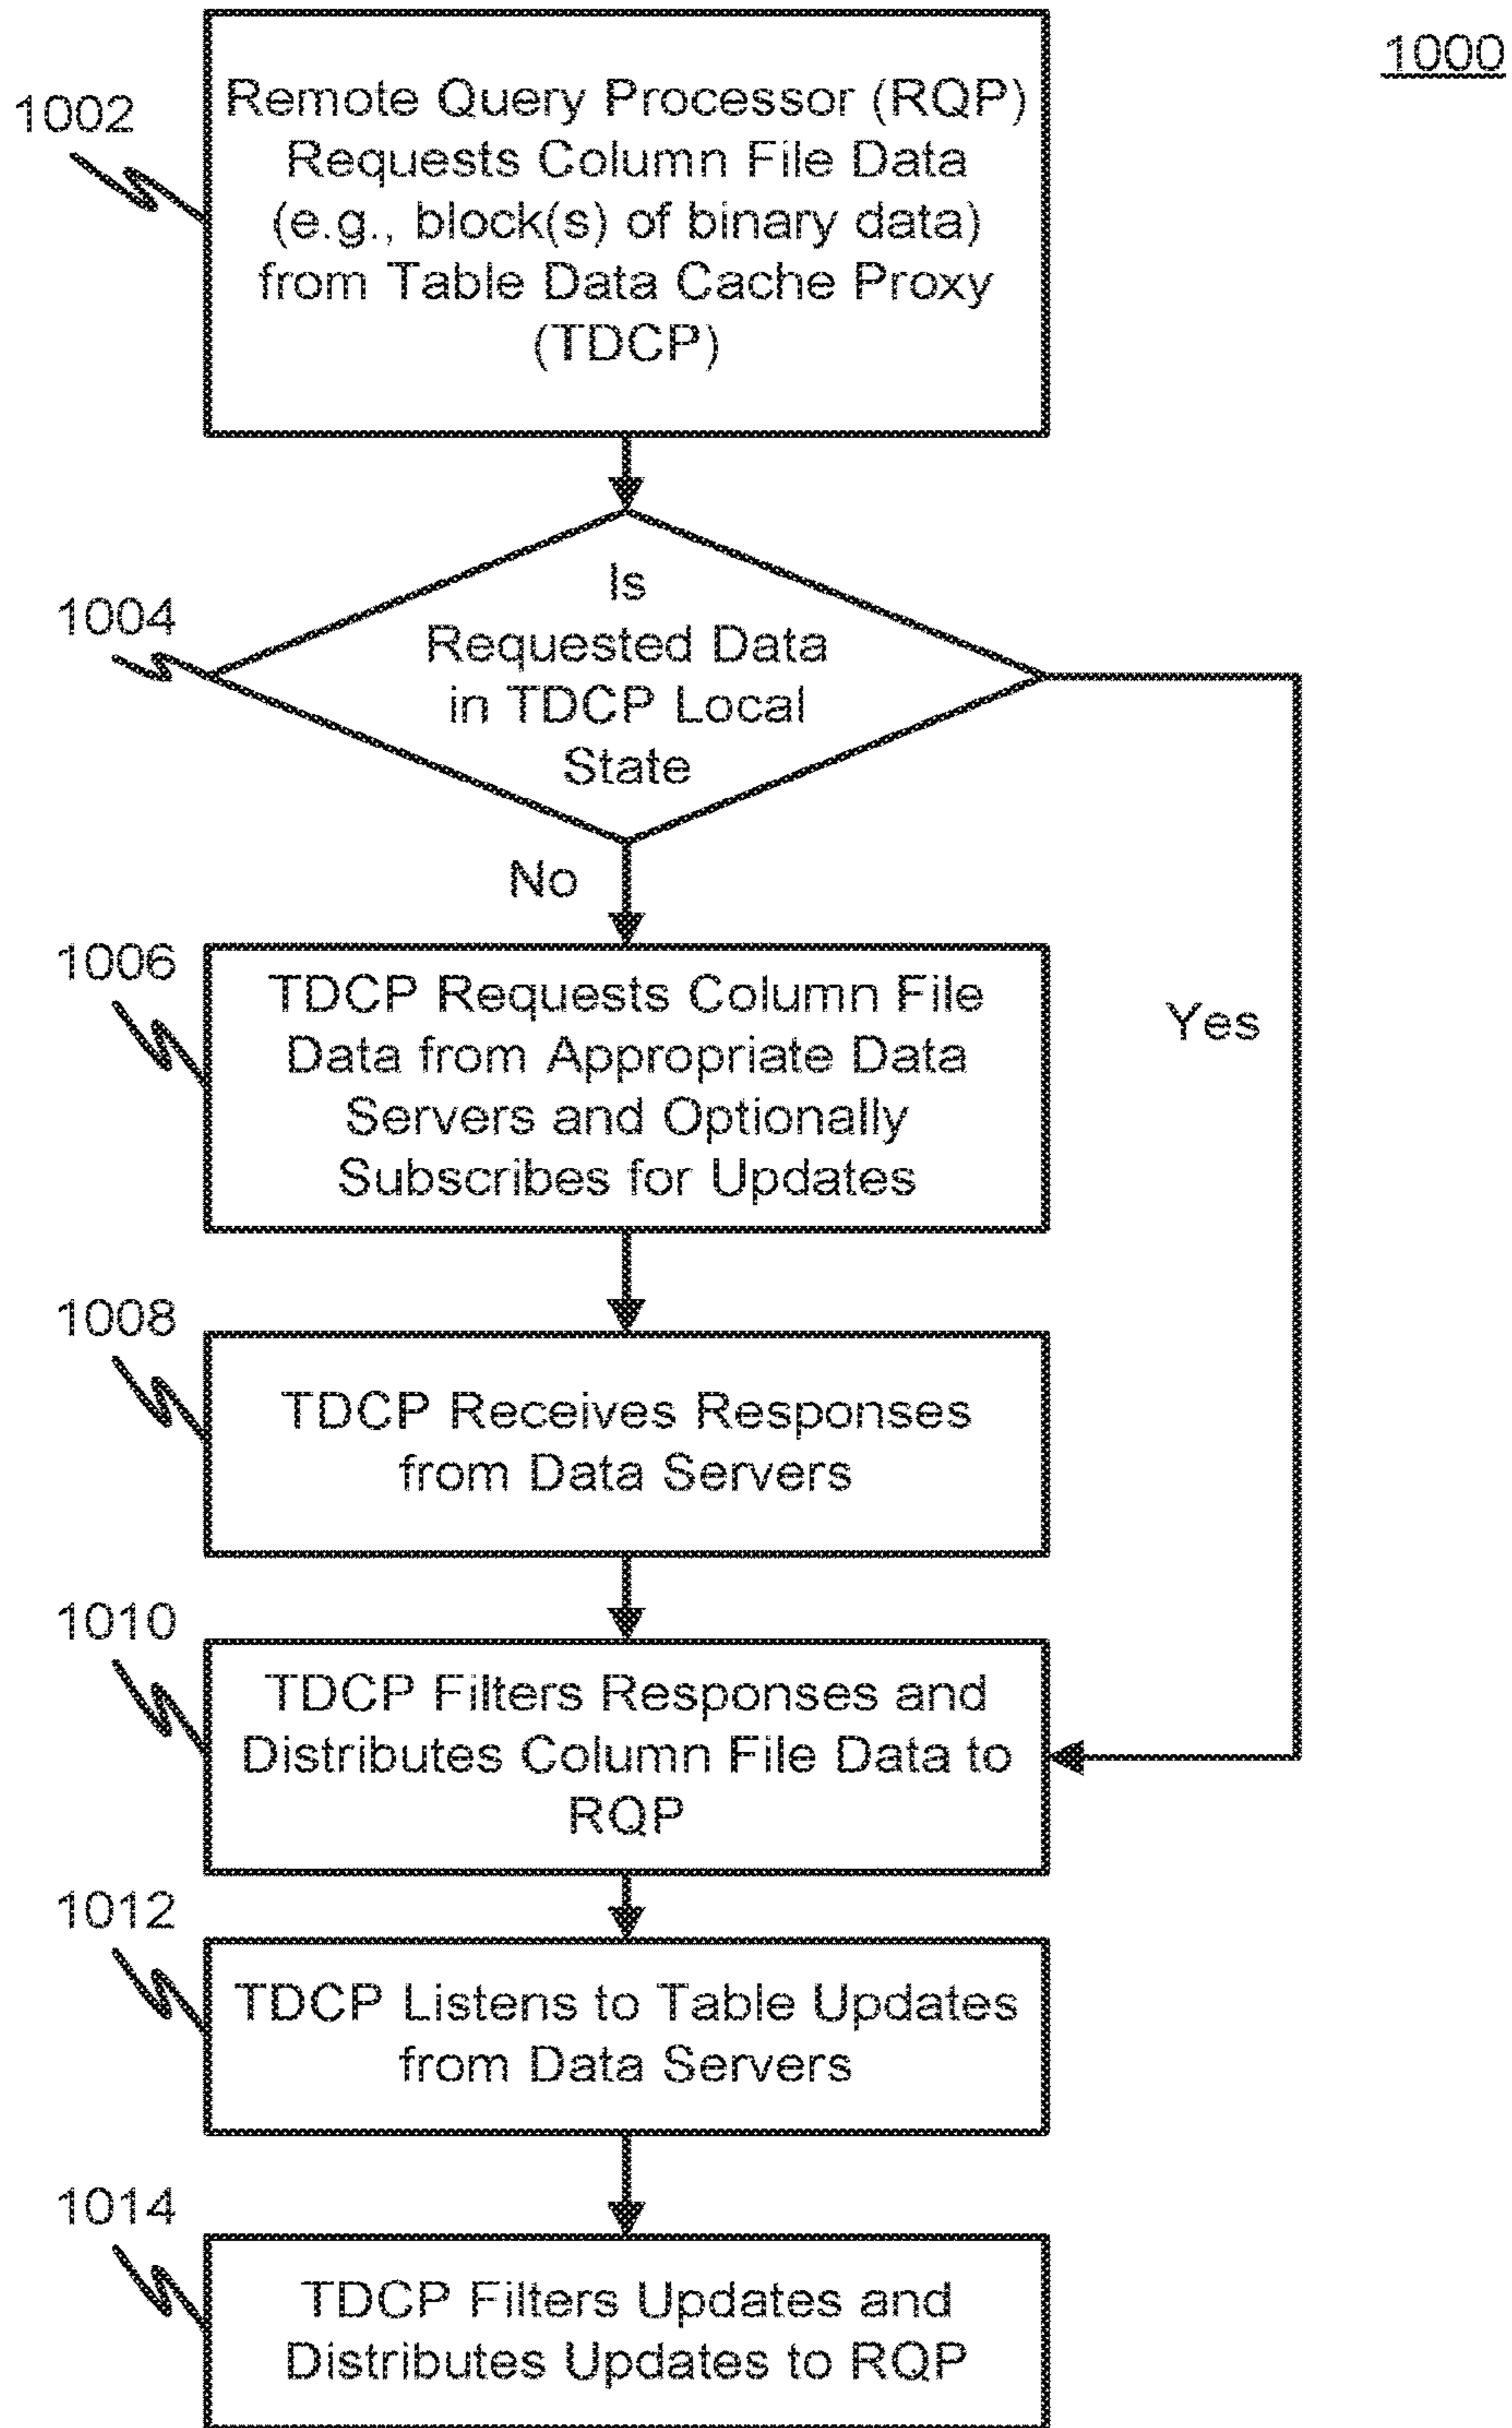 1000
1002
Remote Query Processor (RQP)
Requests Column File Data
(e.g., block(s) of binary data)
from Table Data Cache Proxy
(TDCP)
1004
Is
Requested Data
in TDCP Local
State
No
Yes
1006
TDCP Requests Column File
Data from Appropriate Data
Servers and Optionally
Subscribes for Updates
1008
TDCP Receives Responses
from Data Servers
1010
TDCP Filters Responses and
Distributes Column File Data to
RQP
1012
TDCP Listens to Table Updates
from Data Servers
1014
TDCP Filters Updates and
Distributes Updates to RQP